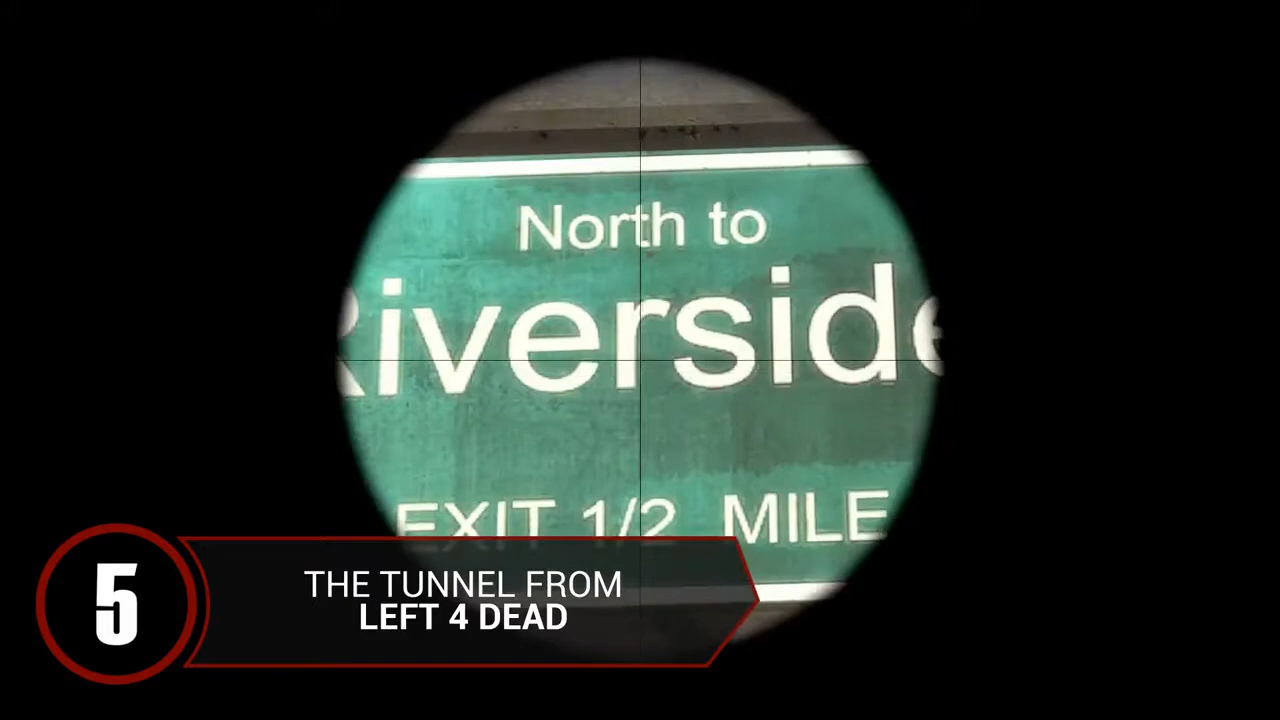 North to
Riverside
EXIT 1/2 MILE
5
THE TUNNEL FROM
LEFT 4 DEAD